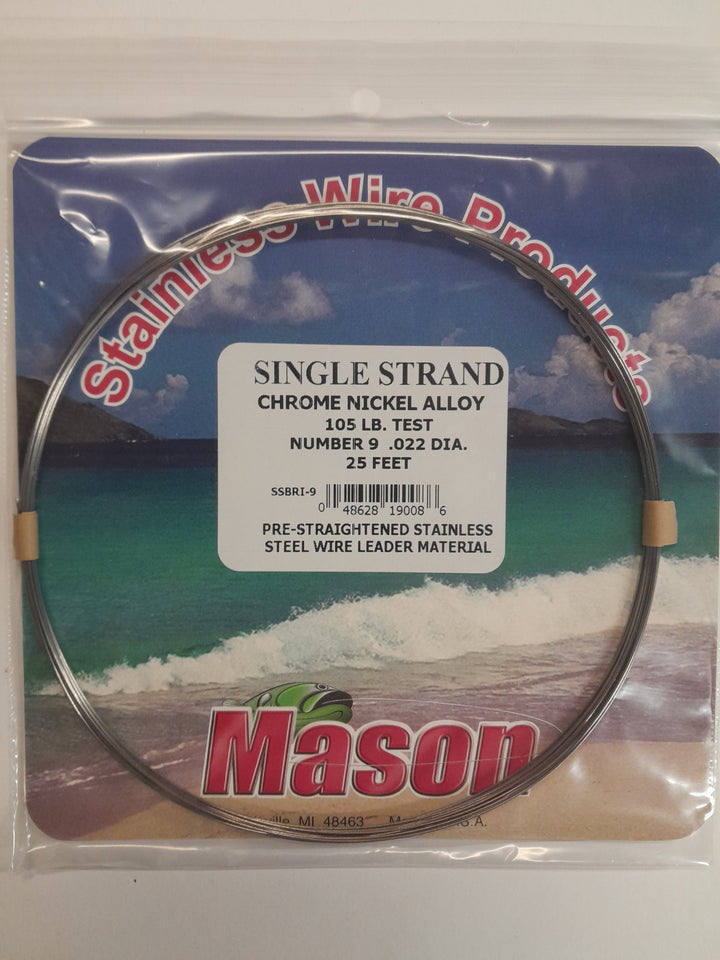 Stainless Wire Products
SINGLE STRAND
CHROME NICKEL ALLOY
105 LB. TEST
NUMBER 9 .022 DIA.
25 FEET
SSBRI-9
0 48628 19008 6
PRE-STRAIGHTENED STAINLESS
STEEL WIRE LEADER MATERIAL
Mason
MI 48463